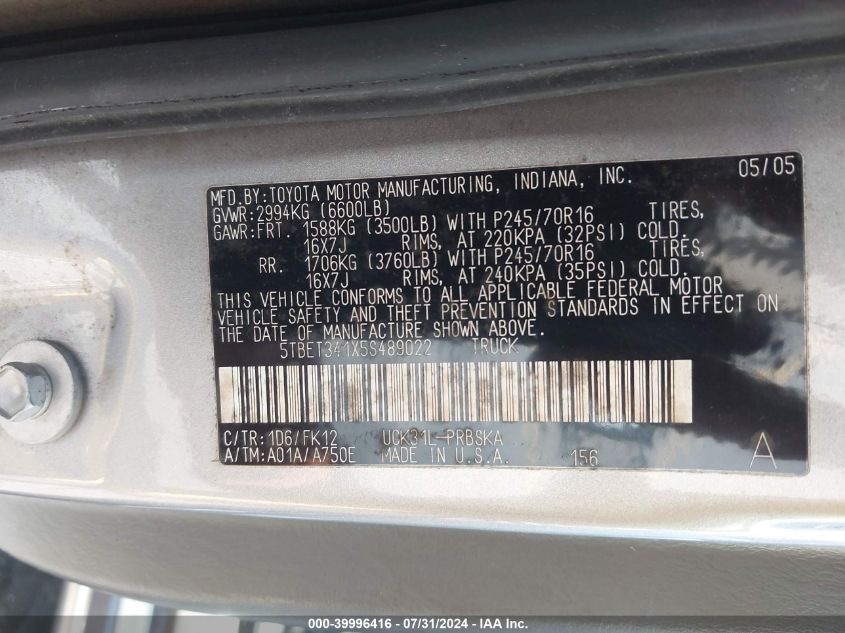 MFD.BY:TOYOTA MOTOR MANUFACTURING, INDIANA, INC. 05/05
GVWR:2994KG (6600LB)
GAWR:FRT. 1588KG (3500LB) WITH P245/70R16 TIRES,
16X7J RIMS, AT 220KPA (32PSI) COLD.
RR. 1706KG (3760LB) WITH P245/70R16 TIRES,
16X7J RIMS, AT 240KPA (35PSI) COLD.
THIS VEHICLE CONFORMS TO ALL APPLICABLE FEDERAL MOTOR
VEHICLE SAFETY AND THEFT PREVENTION STANDARDS IN EFFECT ON
THE DATE OF MANUFACTURE SHOWN ABOVE.
5TBET341X5S489022 TRUCK
C/TR:1D6/FK12 UCK31L-PRBSKA
A/TM:A01A/A750E MADE IN U.S.A. 156 A
000-39996416 - 07/31/2024 - IAA Inc.